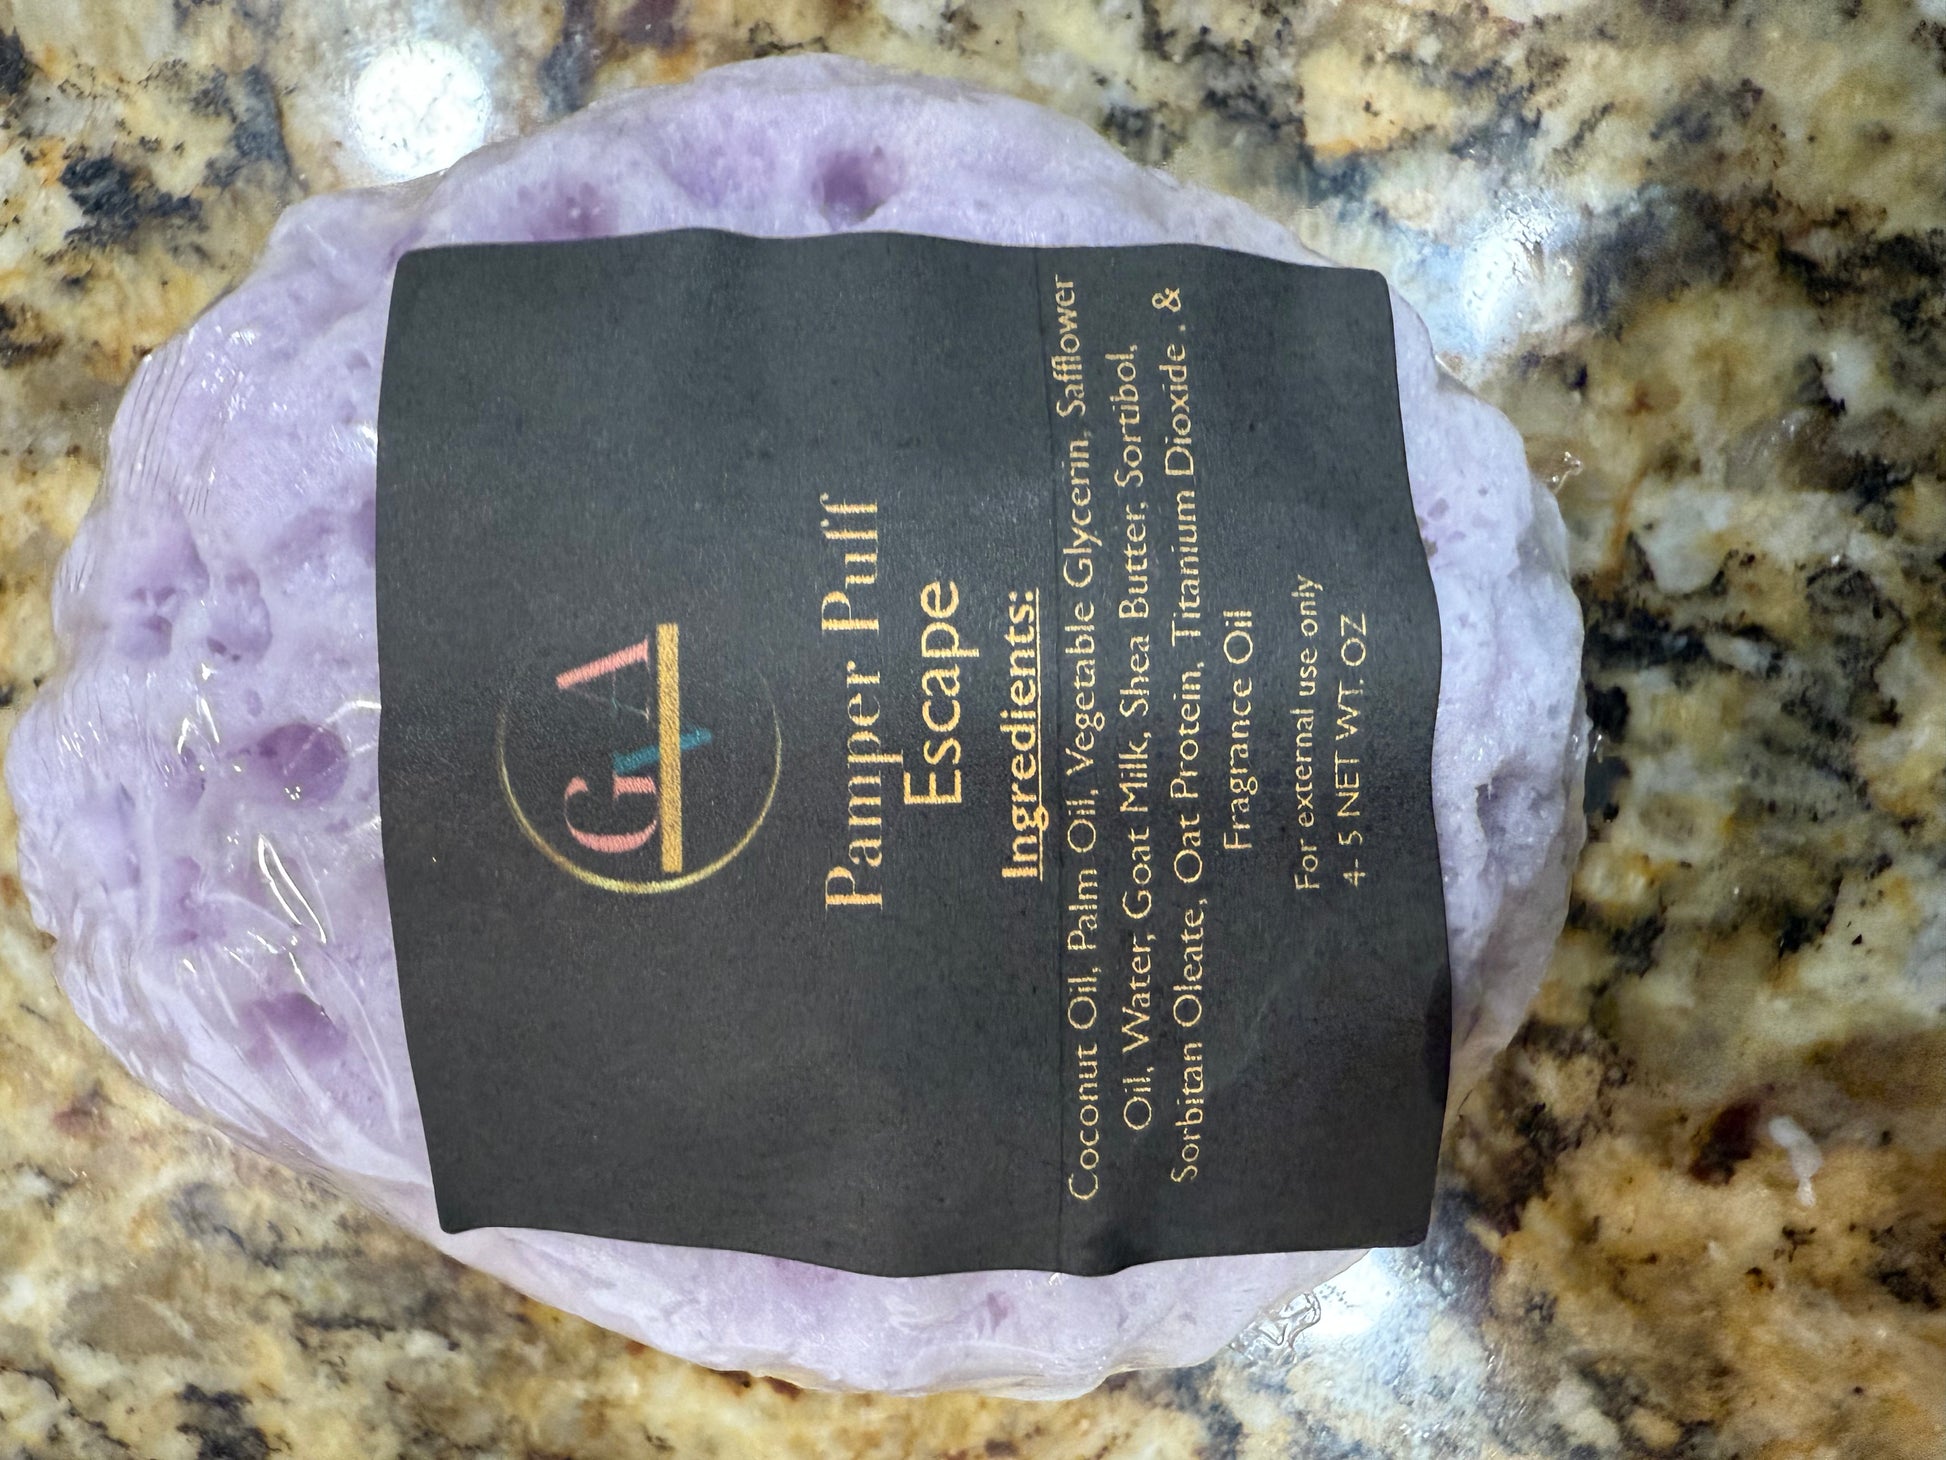 GA
Pamper Puff
Escape
Ingredients:
Coconut Oil, Palm Oil, Vegetable Glycerin, Safflower
Oil, Water, Goat Milk, Shea Butter, Sortibol,
Sorbitan Oleate, Oat Protein, Titanium Dioxide , &
Fragrance Oil
For external use only
4- 5 NET WT. OZ